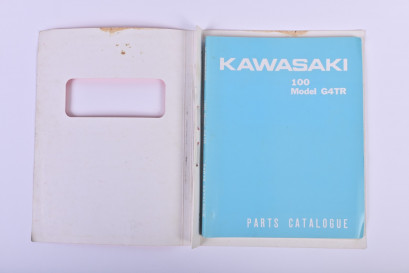 KAWASAKI
100
Model G4TR
PARTS CATALOGUE